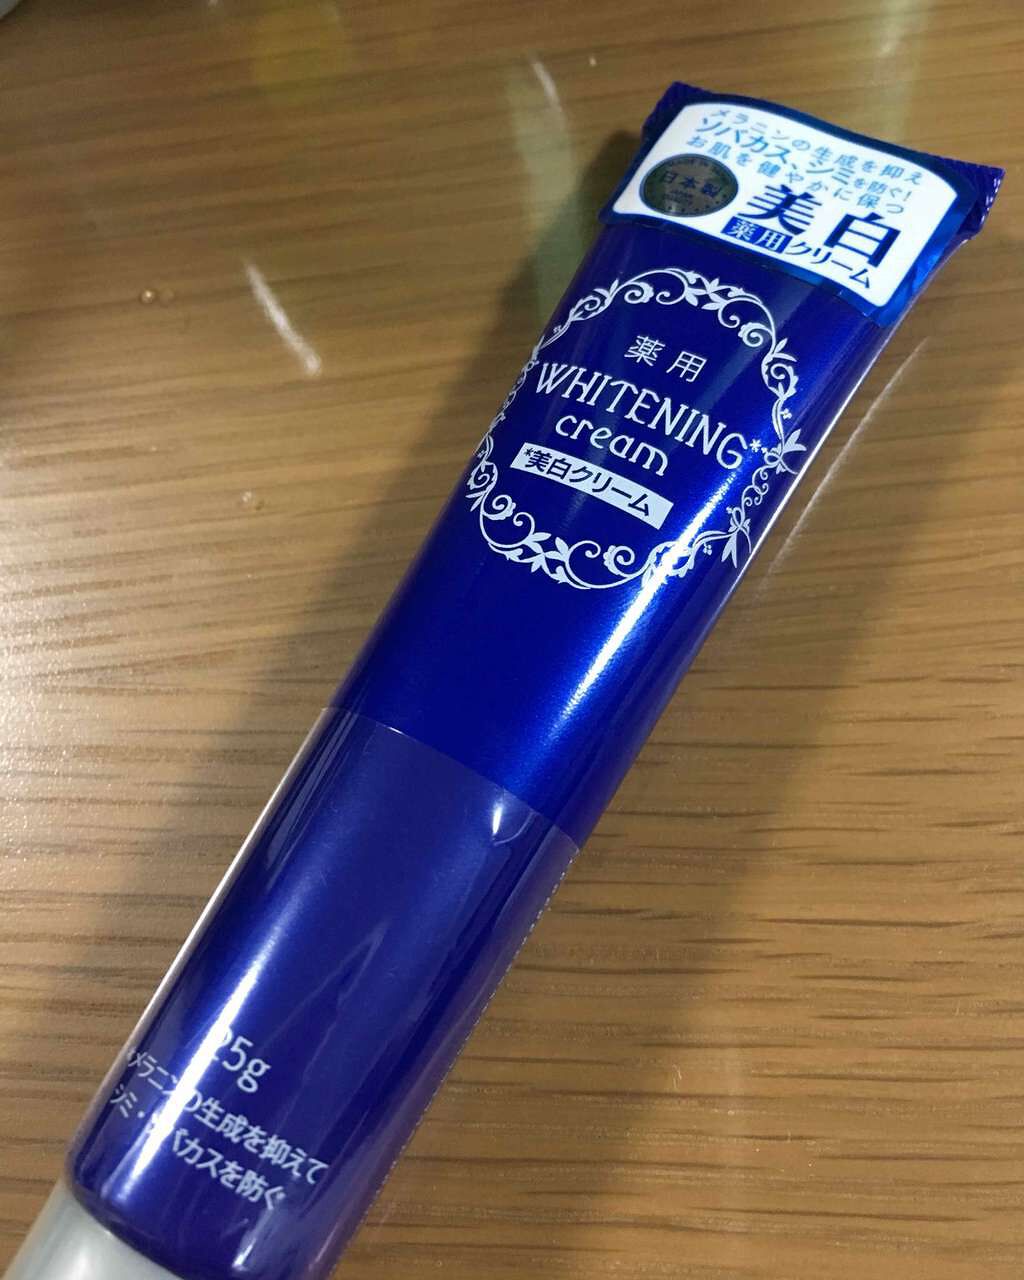 メラニンの生成を抑え
ソバカス、シミを防ぐ!
お肌を健やかに保つ
日本製
美白
薬用クリーム
薬用
WHITENING*
cream
*美白クリーム
25g
*メラニンの生成を抑えて
シミ・ソバカスを防ぐ